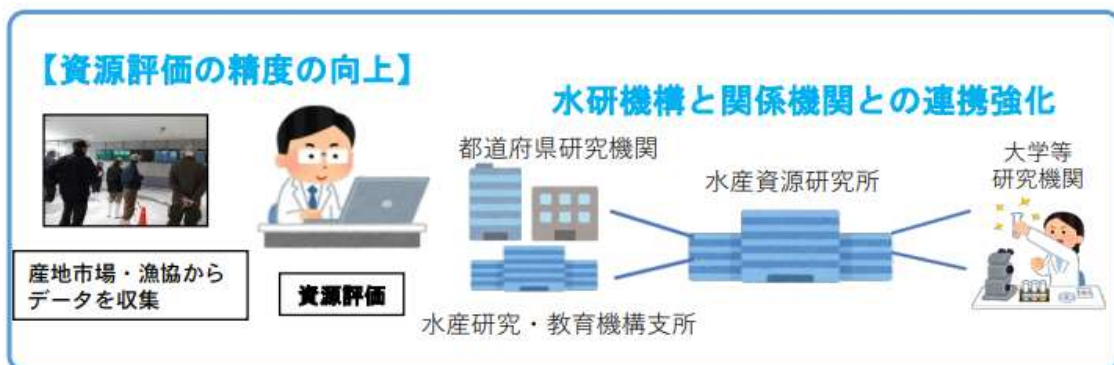 【資源評価の精度の向上】
水研機構と関係機関との連携強化
都道府県研究機関
大学等
研究機関
水産資源研究所
産地市場・漁協から
データを収集
資源評価
水産研究・教育機構支所